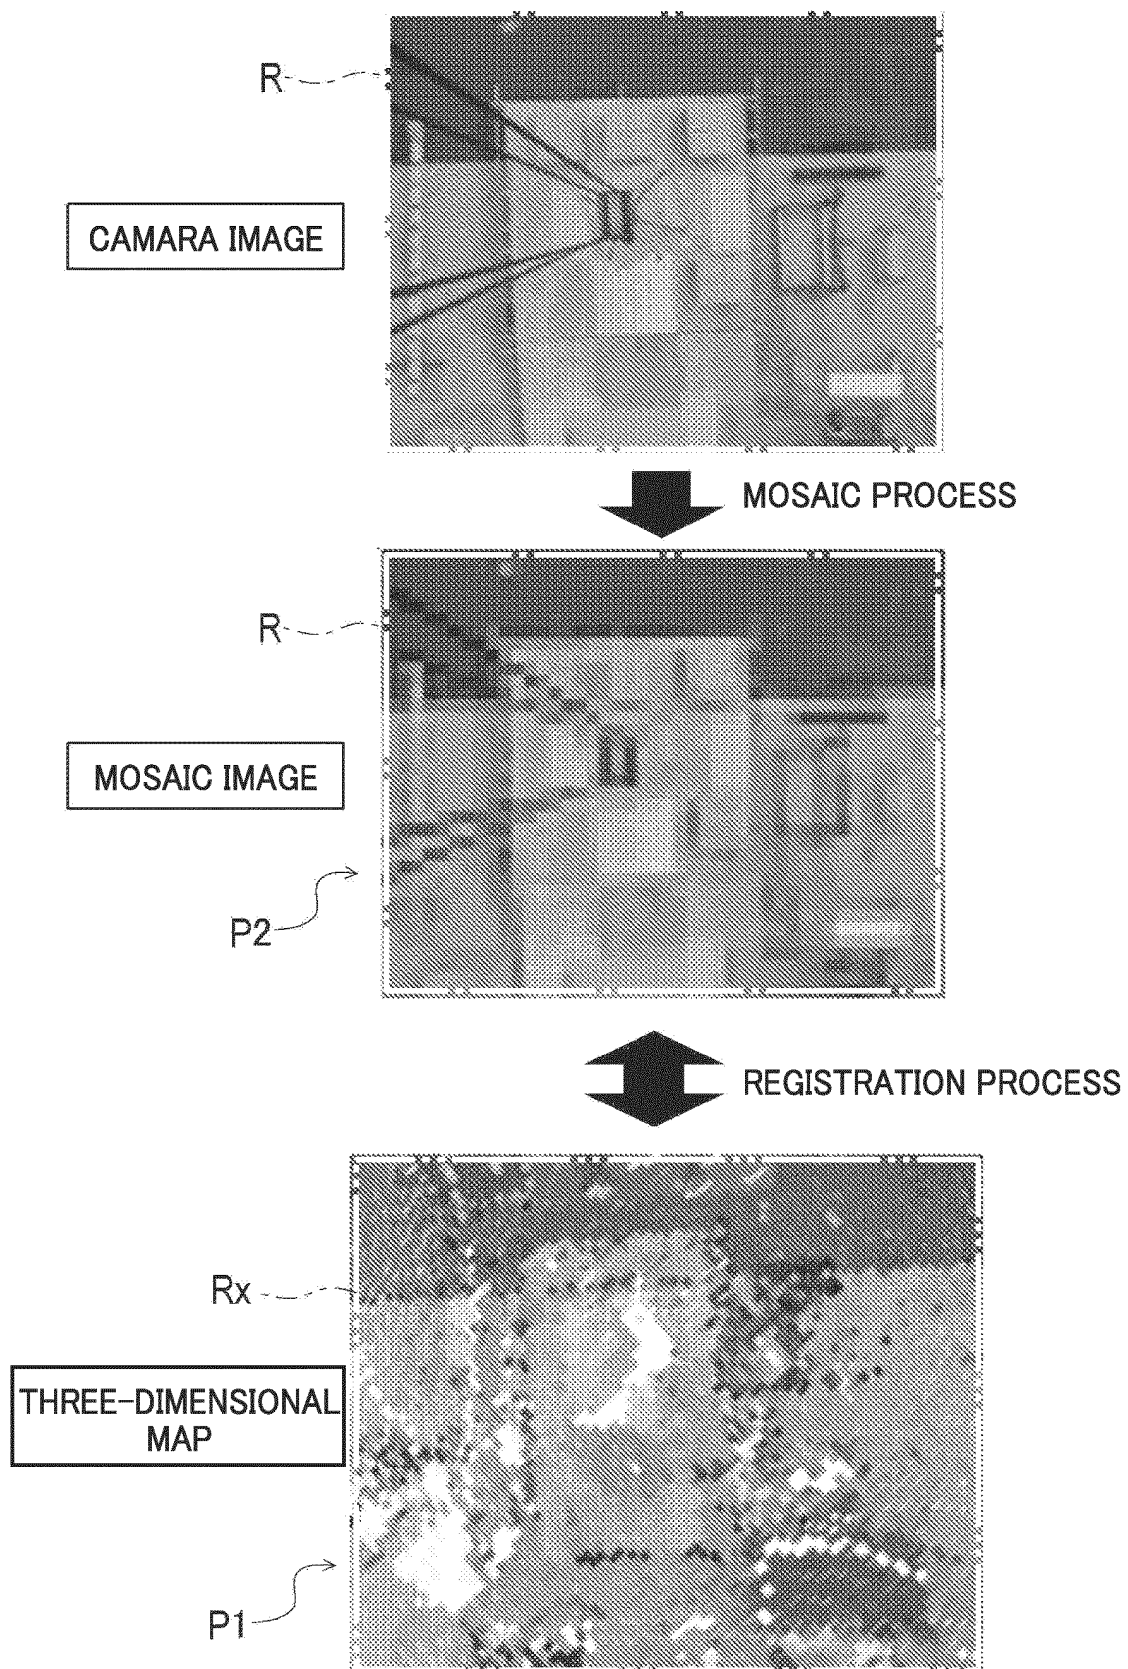 R
CAMARA IMAGE
MOSAIC PROCESS
R
MOSAIC IMAGE
P2
REGISTRATION PROCESS
Rx
THREE-DIMENSIONAL
MAP
P1